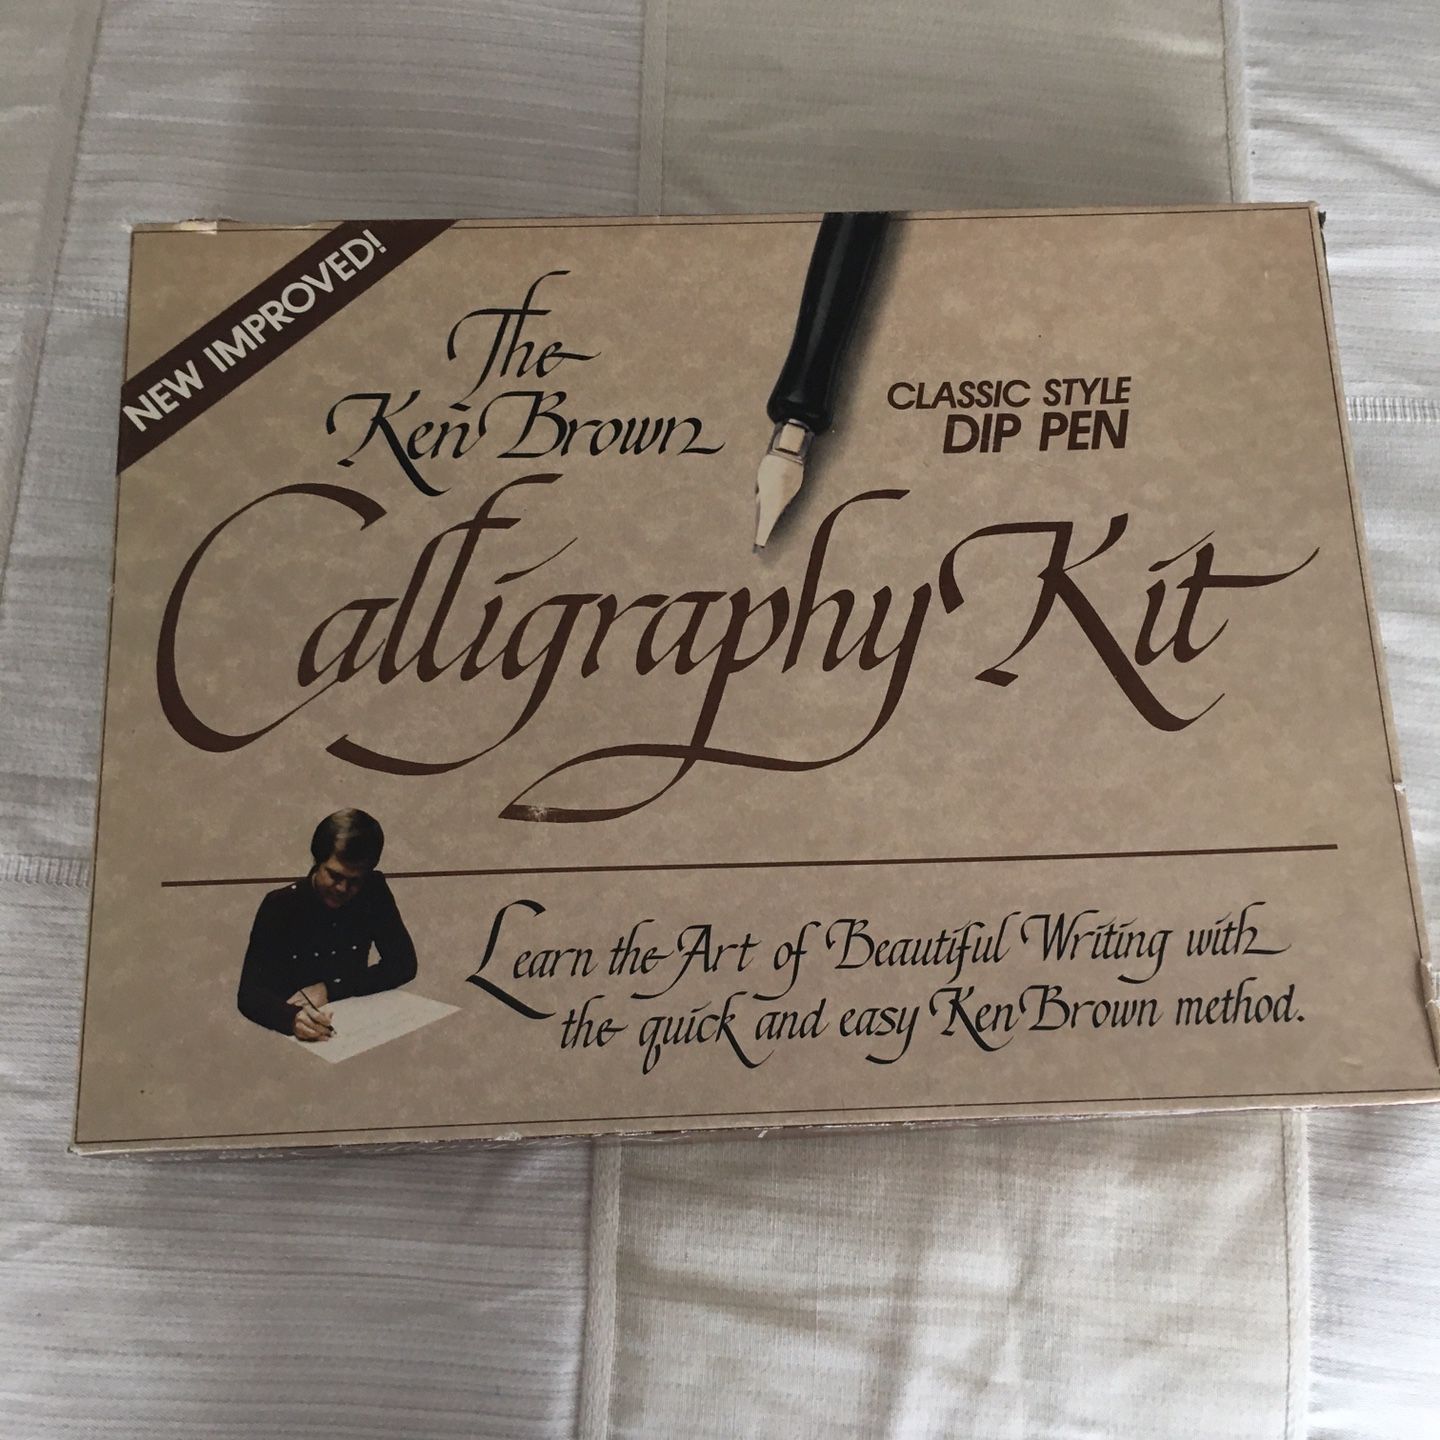 NEW IMPROVED!
The
Ken Brown
CLASSIC STYLE
DIP PEN
Calligraphy Kit
Learn the Art of Beautiful Writing with
the quick and easy Ken Brown method.